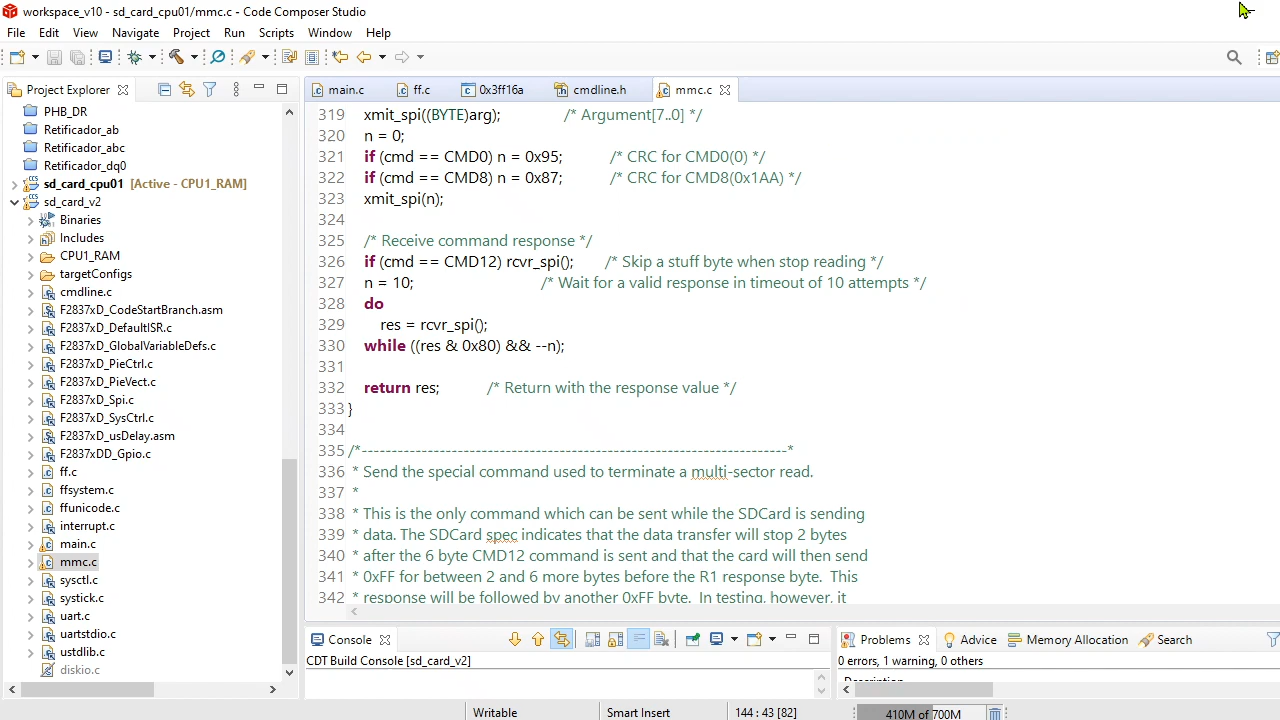 workspace_v10 - sd_card_cpu01/mmc.c - Code Composer Studio
File Edit View Navigate Project Run Scripts Window Help
Project Explorer
main.c
ff.c
0x3ff16a
cmdline.h
mmc.c
PHB_DR
Retificador_ab
Retificador_abc
Retificador_dq0
sd_card_cpu01 [Active - CPU1_RAM]
sd_card_v2
Binaries
Includes
CPU1_RAM
targetConfigs
cmdline.c
F2837xD_CodeStartBranch.asm
F2837xD_DefaultISR.c
F2837xD_GlobalVariableDefs.c
F2837xD_PieCtrl.c
F2837xD_PieVect.c
F2837xD_Spi.c
F2837xD_SysCtrl.c
F2837xD_usDelay.asm
F2837xDD_Gpio.c
ff.c
ffsystem.c
ffunicode.c
interrupt.c
main.c
mmc.c
sysctl.c
systick.c
uart.c
uartstdio.c
ustdlib.c
diskio.c
319 xmit_spi((BYTE)arg); /* Argument[7..0] */
320 n = 0;
321 if (cmd == CMD0) n = 0x95; /* CRC for CMD0(0) */
322 if (cmd == CMD8) n = 0x87; /* CRC for CMD8(0x1AA) */
323 xmit_spi(n);
324
325 /* Receive command response */
326 if (cmd == CMD12) rcvr_spi(); /* Skip a stuff byte when stop reading */
327 n = 10; /* Wait for a valid response in timeout of 10 attempts */
328 do
329 res = rcvr_spi();
330 while ((res & 0x80) && --n);
331
332 return res; /* Return with the response value */
333 }
334
335 /*-----------------------------------------------------------------------*
336 * Send the special command used to terminate a multi-sector read.
337 *
338 * This is the only command which can be sent while the SDCard is sending
339 * data. The SDCard spec indicates that the data transfer will stop 2 bytes
340 * after the 6 byte CMD12 command is sent and that the card will then send
341 * 0xFF for between 2 and 6 more bytes before the R1 response byte. This
342 * response will be followed by another 0xFF byte. In testing, however, it
Console
CDT Build Console [sd_card_v2]
Problems Advice Memory Allocation Search
0 errors, 1 warning, 0 others
Description
Writable Smart Insert 144 : 43 [82] 410M of 700M